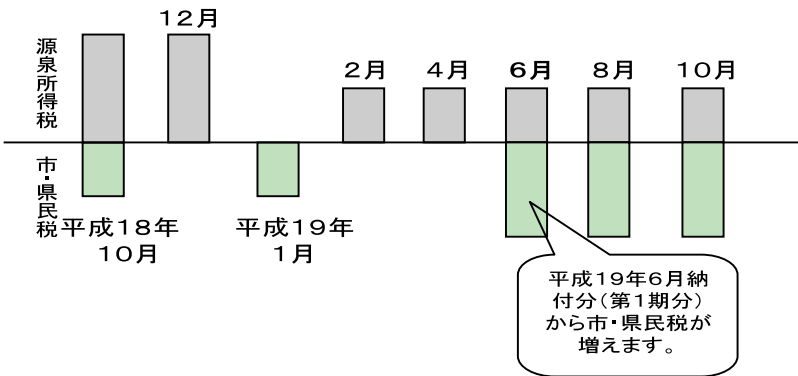 源泉所得税
市・県民税
12月
2月
4月
6月
8月
10月
平成18年
10月
平成19年
1月
平成19年6月納
付分(第1期分)
から市・県民税が
増えます。